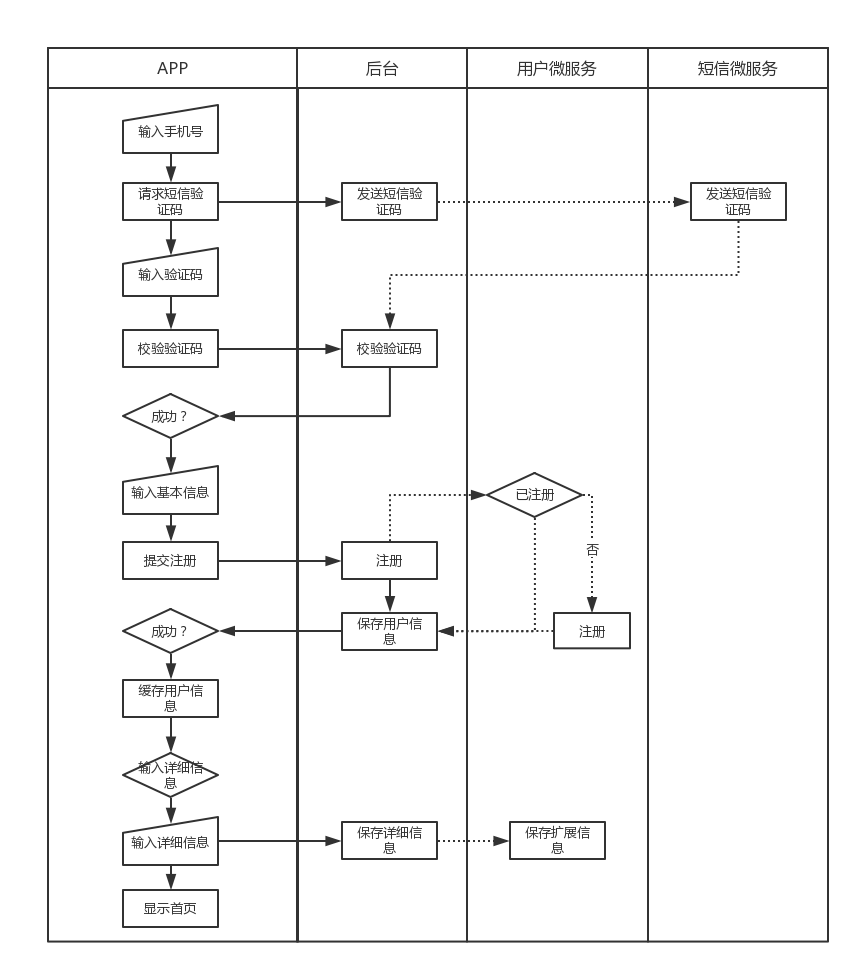 APP
后台
用户微服务
短信微服务
输入手机号
请求短信验
证码
发送短信验
证码
发送短信验
证码
输入验证码
校验验证码
校验验证码
成功？
输入基本信息
已注册
否
提交注册
注册
成功？
保存用户信
息
注册
缓存用户信
息
输入详细信
息
输入详细信息
保存详细信
息
保存扩展信
息
显示首页